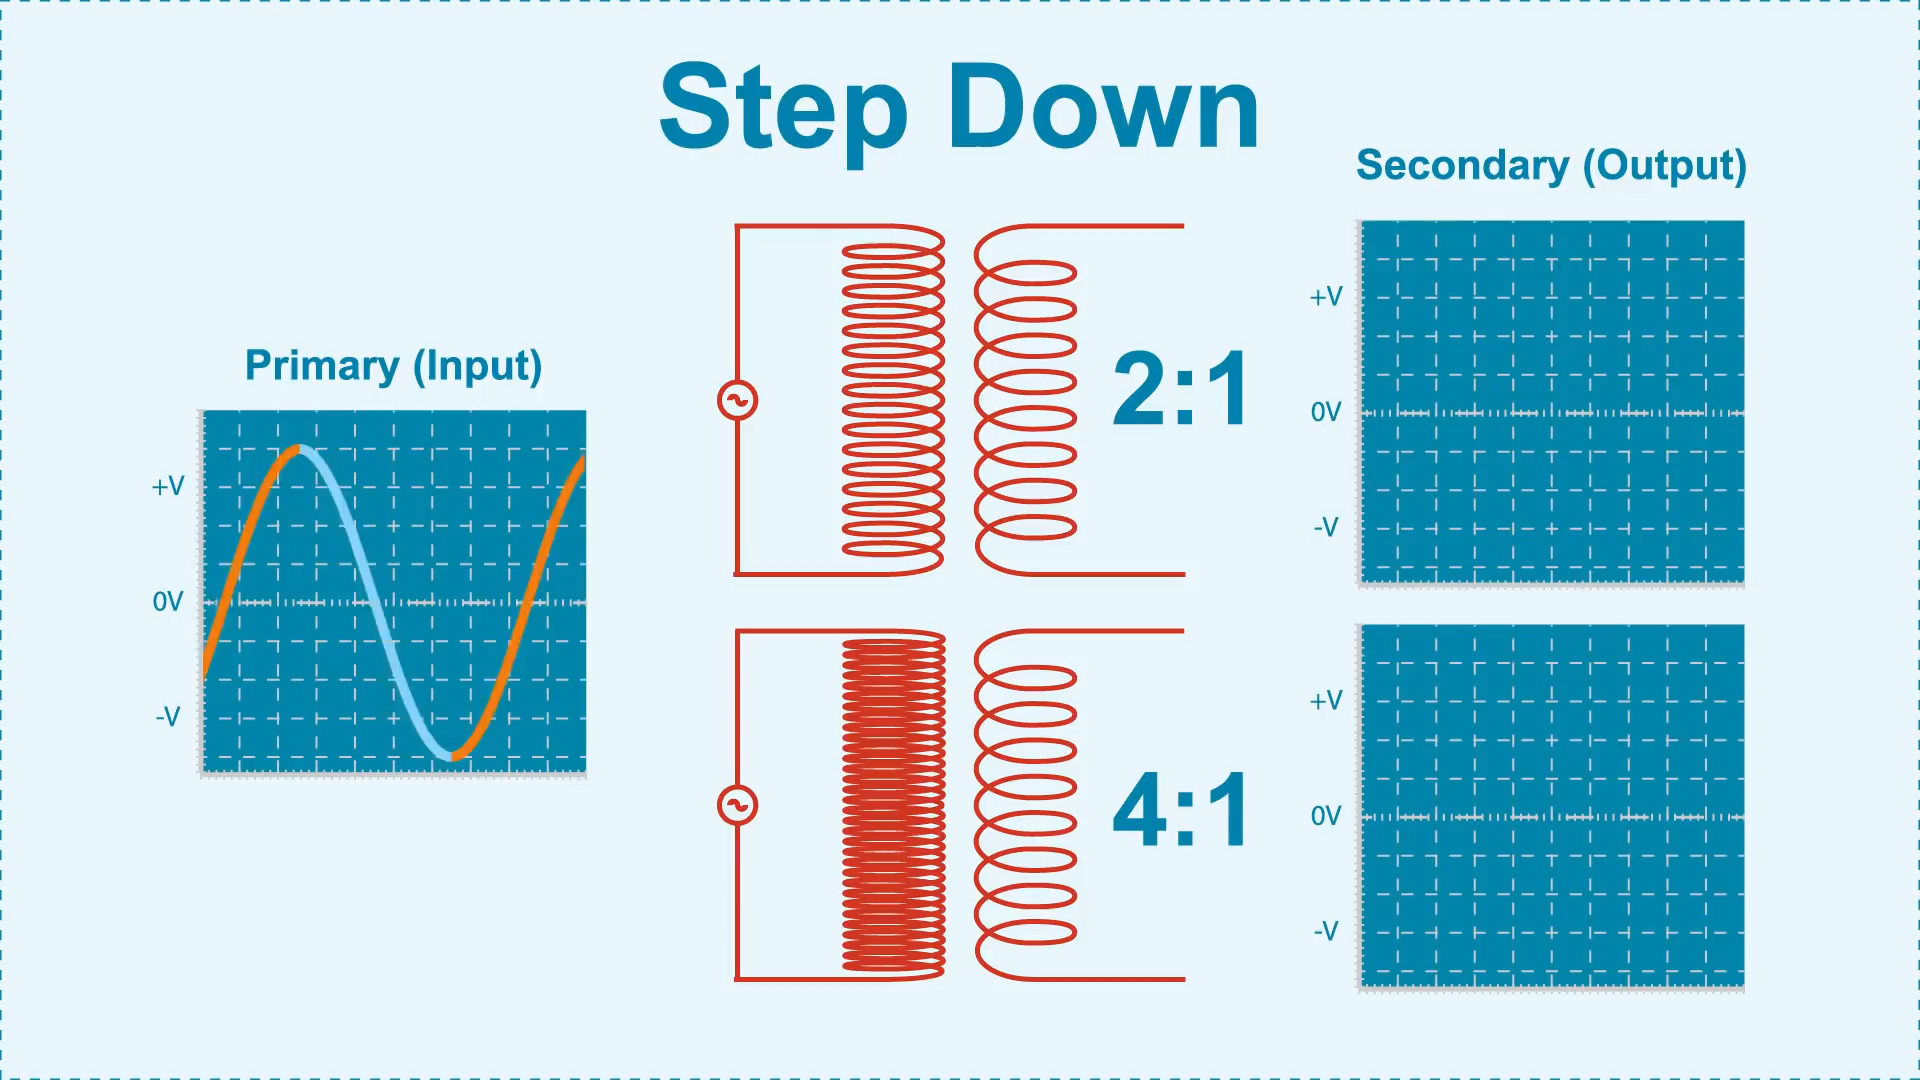 Step Down
Primary (Input)
+V
0V
-V
2:1
4:1
Secondary (Output)
+V
0V
-V
+V
0V
-V